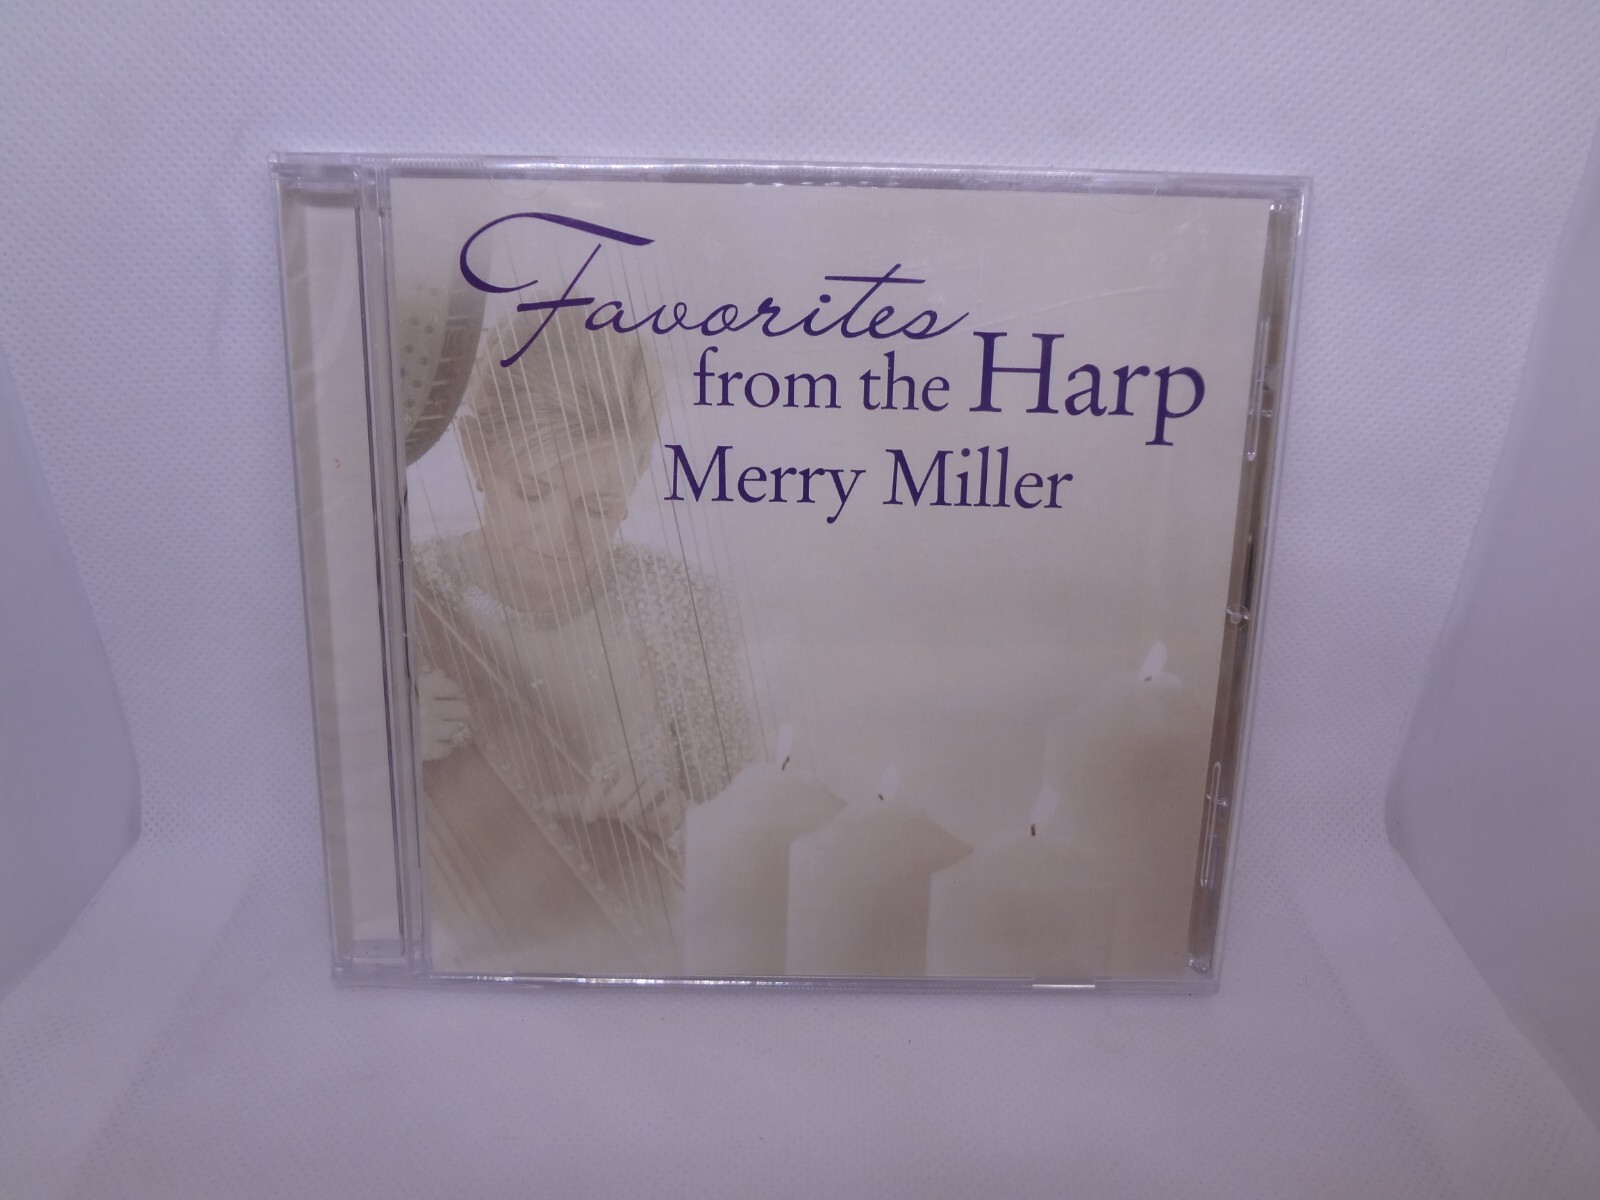 Favorites
from the Harp
Merry Miller